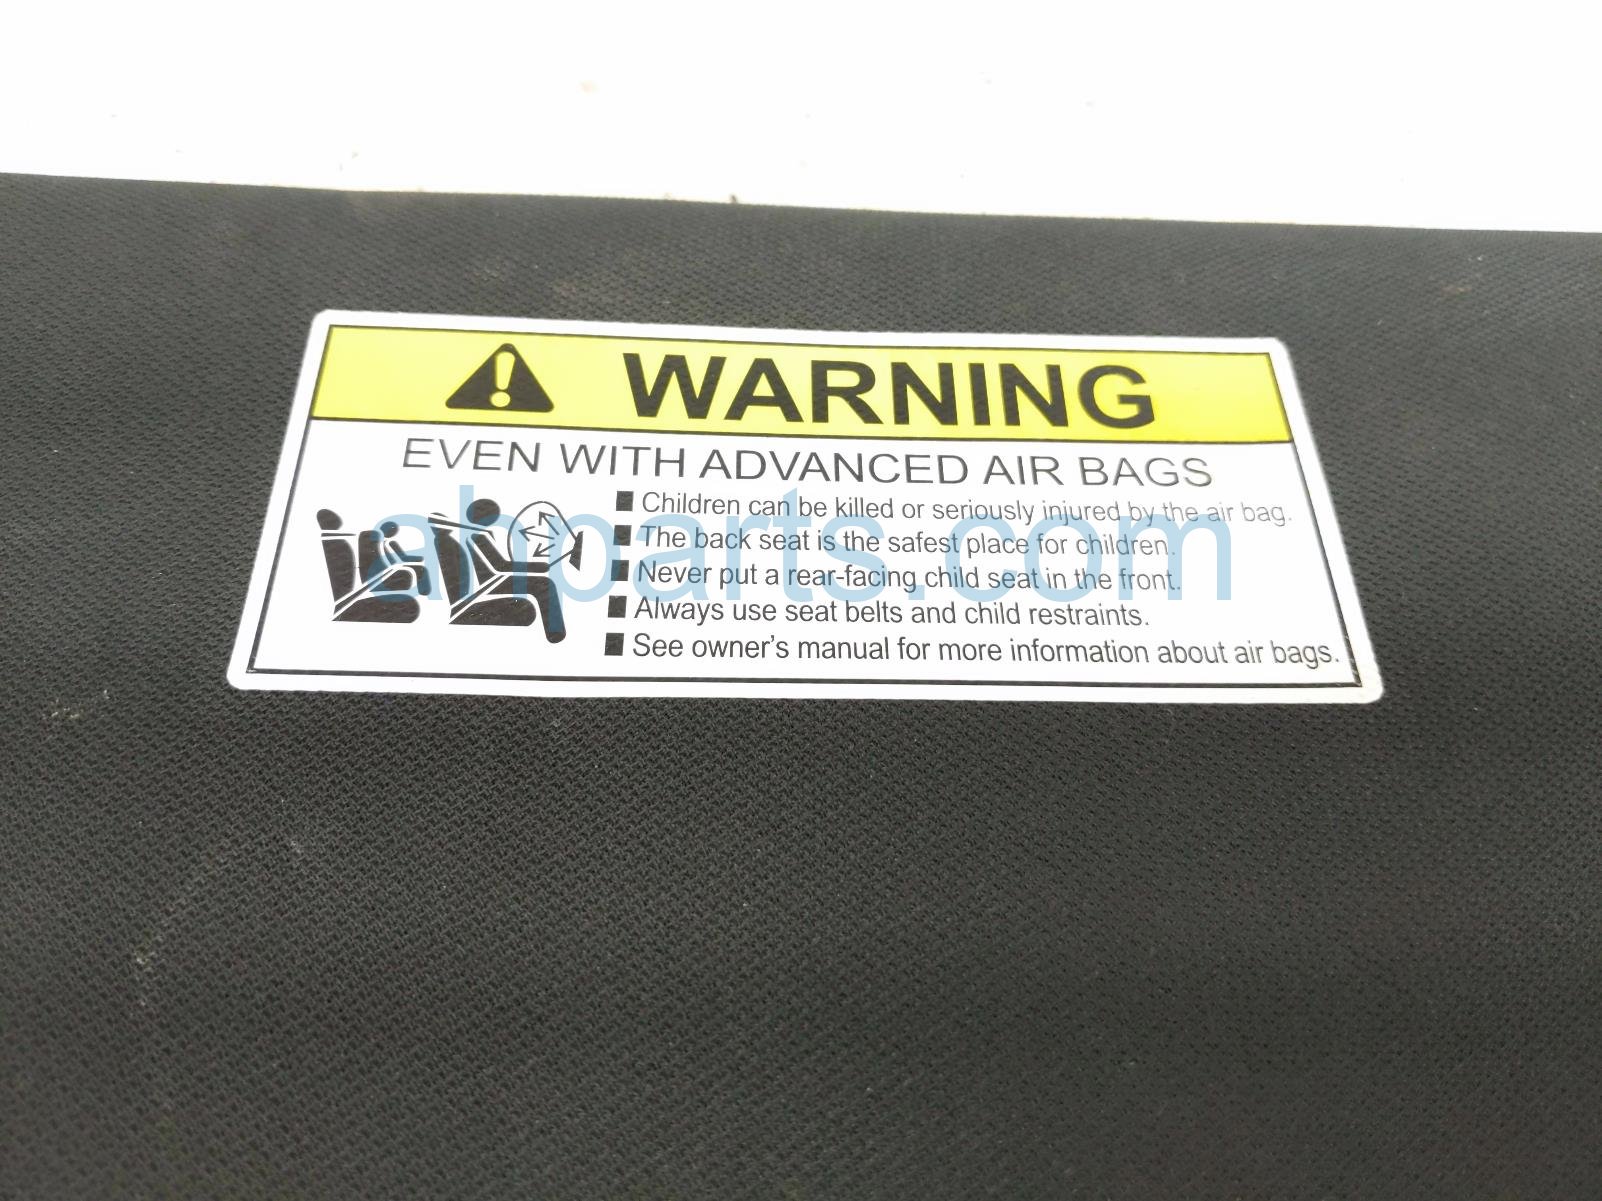 WARNING
EVEN WITH ADVANCED AIR BAGS
■ Children can be killed or seriously injured by the air bag.
■ The back seat is the safest place for children.
■ Never put a rear-facing child seat in the front.
■ Always use seat belts and child restraints.
■ See owner's manual for more information about air bags.
ahparts.com